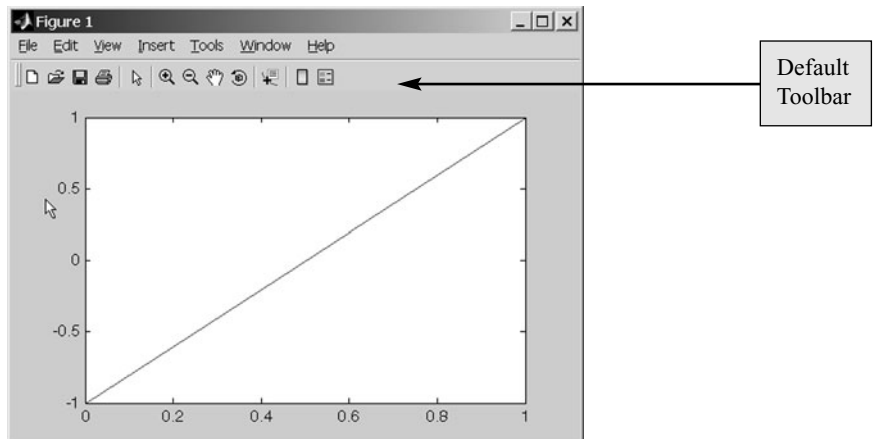 Figure 1
File Edit View Insert Tools Window Help
Default
Toolbar
1
0.5
0
-0.5
-1
0 0.2 0.4 0.6 0.8 1